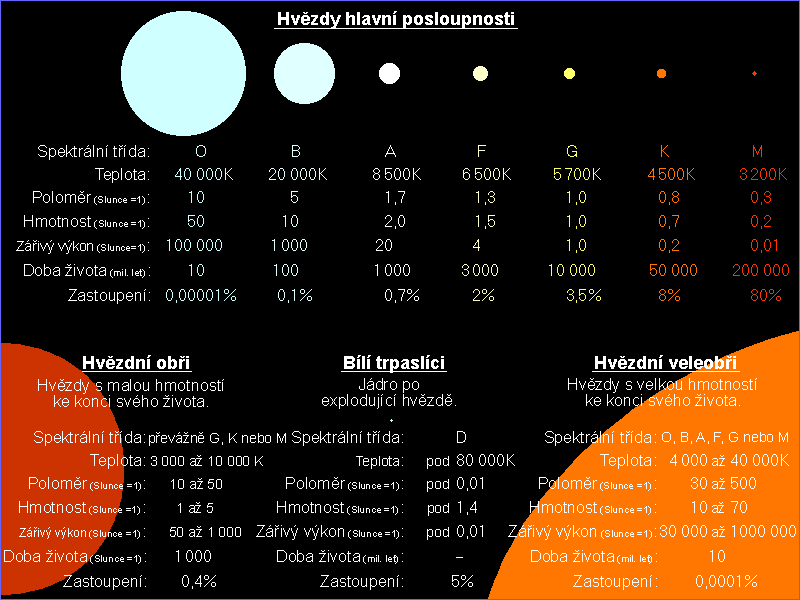 Hvězdy hlavní posloupnosti
Spektrální třída: O B A F G K M
Teplota: 40 000K 20 000K 8 500K 6 500K 5 700K 4 500K 3 200K
Poloměr (Slunce =1): 10 5 1,7 1,3 1,0 0,8 0,3
Hmotnost (Slunce =1): 50 10 2,0 1,5 1,0 0,7 0,2
Zářivý výkon (Slunce=1): 100 000 1 000 20 4 1,0 0,2 0,01
Doba života (mil. let): 10 100 1 000 3 000 10 000 50 000 200 000
Zastoupení: 0,00001% 0,1% 0,7% 2% 3,5% 8% 80%
Hvězdní obři
Hvězdy s malou hmotností
ke konci svého života.
Spektrální třída: převážně G, K nebo M
Teplota: 3 000 až 10 000 K
Poloměr (Slunce =1): 10 až 50
Hmotnost (Slunce =1): 1 až 5
Zářivý výkon (Slunce =1): 50 až 1 000
Doba života (Slunce =1): 1 000
Zastoupení: 0,4%
Bílí trpaslíci
Jádro po
explodující hvězdě.
Spektrální třída: D
Teplota: pod 80 000K
Poloměr (Slunce =1): pod 0,01
Hmotnost (Slunce =1): pod 1,4
Zářivý výkon (Slunce =1): pod 0,01
Doba života (mil. let): –
Zastoupení: 5%
Hvězdní veleobři
Hvězdy s velkou hmotností
ke konci svého života.
Spektrální třída: O, B, A, F, G nebo M
Teplota: 4 000 až 40 000K
Poloměr (Slunce =1): 30 až 500
Hmotnost (Slunce =1): 10 až 70
Zářivý výkon (Slunce =1): 30 000 až 1000 000
Doba života (mil. let): 10
Zastoupení: 0,0001%